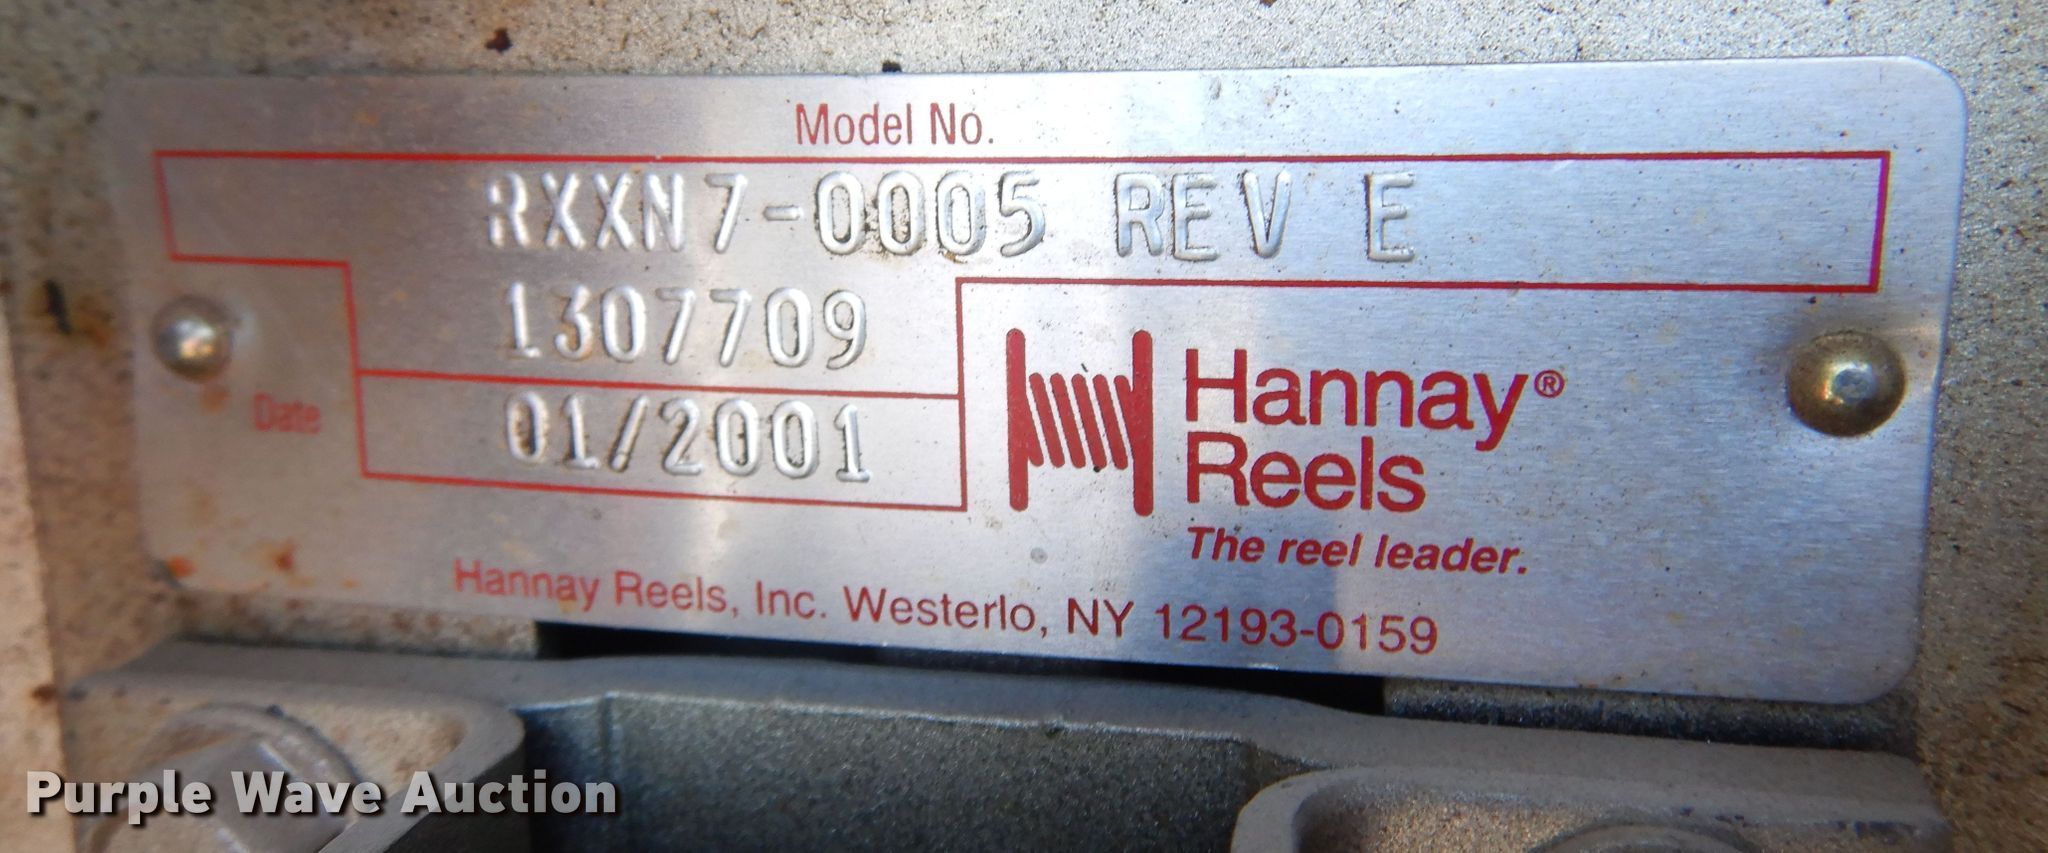 Model No.
RXXN7-0005 REV E
1307709
Date 01/2001
Hannay®
Reels
The reel leader.
Hannay Reels, Inc. Westerlo, NY 12193-0159
Purple Wave Auction